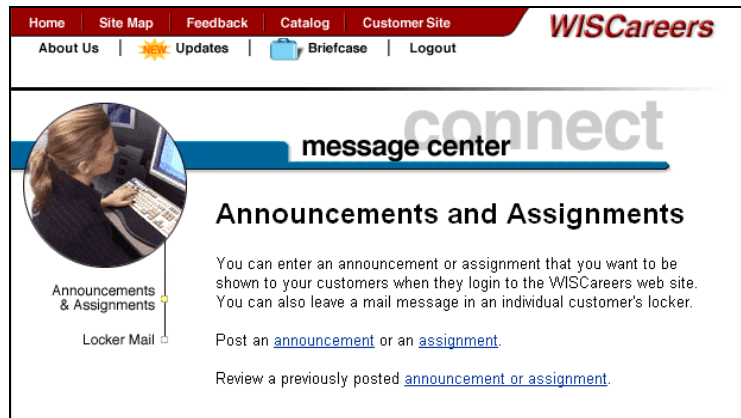 Home Site Map Feedback Catalog Customer Site
WISCareers
About Us | NEW Updates | Briefcase | Logout
connect
message center
Announcements and Assignments
You can enter an announcement or assignment that you want to be
shown to your customers when they login to the WISCareers web site.
You can also leave a mail message in an individual customer's locker.
Announcements
& Assignments
Locker Mail
Post an announcement or an assignment.
Review a previously posted announcement or assignment.